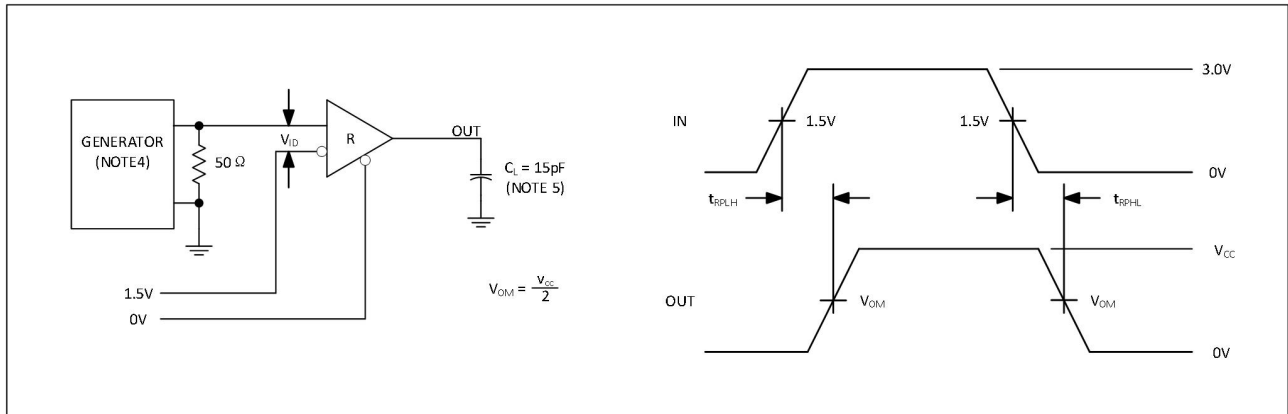 GENERATOR
(NOTE4)
50 Ω
V_ID
R
OUT
C_L = 15pF
(NOTE 5)
1.5V
0V
V_OM = v_cc / 2
IN
1.5V
1.5V
3.0V
0V
t_RPLH
t_RPHL
OUT
V_OM
V_OM
V_CC
0V